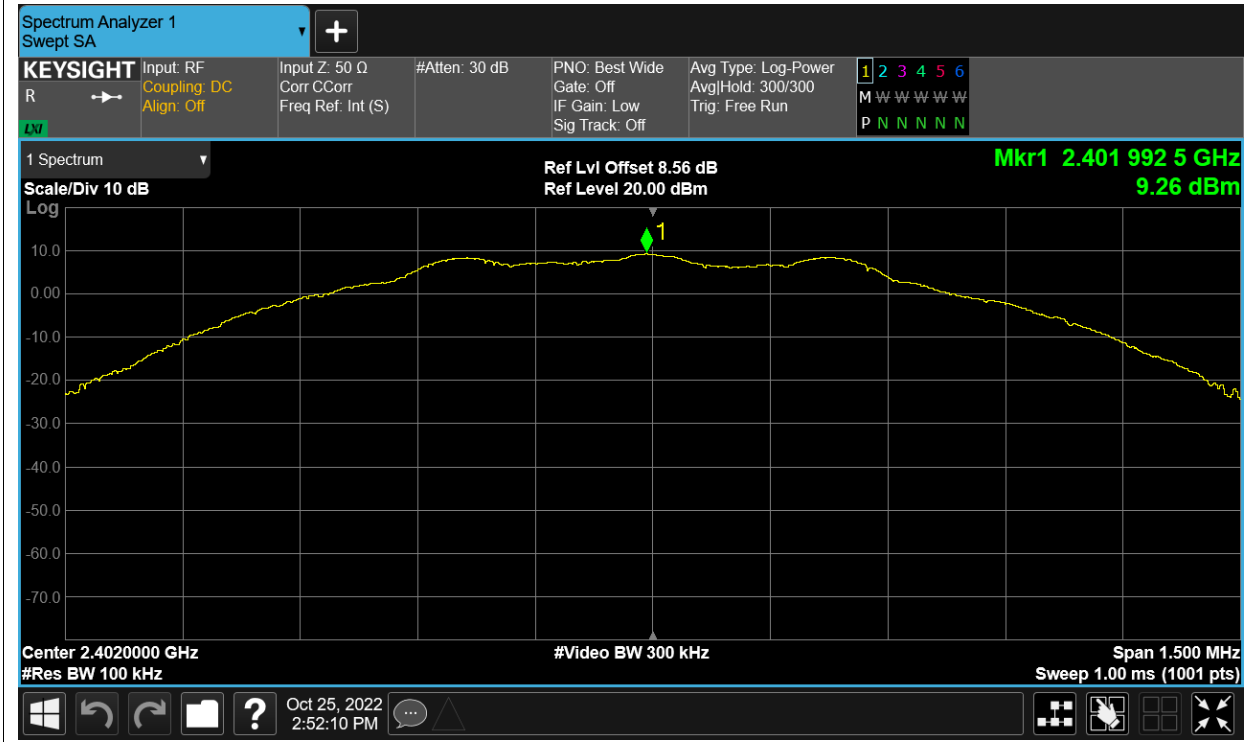 Spectrum Analyzer 1
Swept SA
KEYSIGHT
R
LXI
Input: RF
Coupling: DC
Align: Off
Input Z: 50 Ω
Corr CCorr
Freq Ref: Int (S)
#Atten: 30 dB
PNO: Best Wide
Gate: Off
IF Gain: Low
Sig Track: Off
Avg Type: Log-Power
Avg|Hold: 300/300
Trig: Free Run
1 2 3 4 5 6
M W W W W W
P N N N N N
1 Spectrum
Scale/Div 10 dB
Log
Ref Lvl Offset 8.56 dB
Ref Level 20.00 dBm
Mkr1 2.401 992 5 GHz
9.26 dBm
1
10.0
0.00
-10.0
-20.0
-30.0
-40.0
-50.0
-60.0
-70.0
Center 2.4020000 GHz
#Res BW 100 kHz
#Video BW 300 kHz
Span 1.500 MHz
Sweep 1.00 ms (1001 pts)
?
Oct 25, 2022
2:52:10 PM